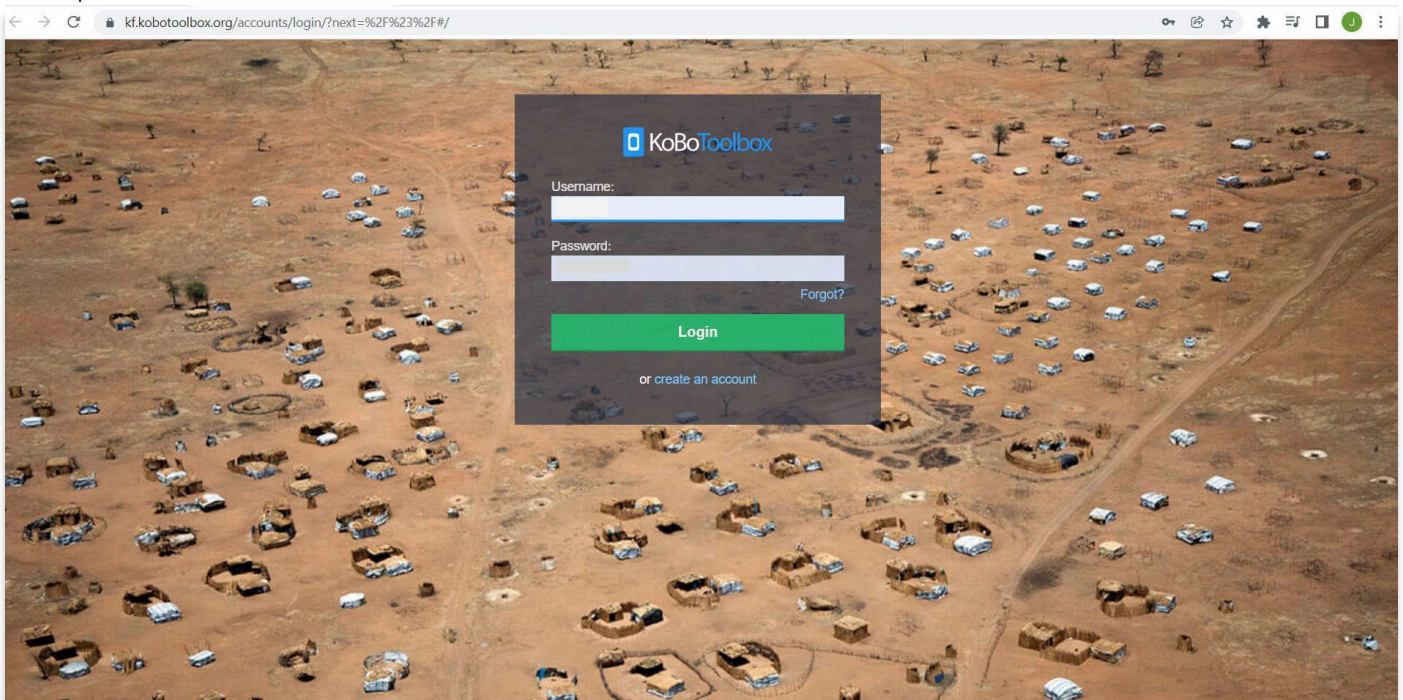 kf.kobotoolbox.org/accounts/login/?next=%2F%23%2F#/
J
KoBoToolbox
Username:
Password:
Forgot?
Login
or create an account